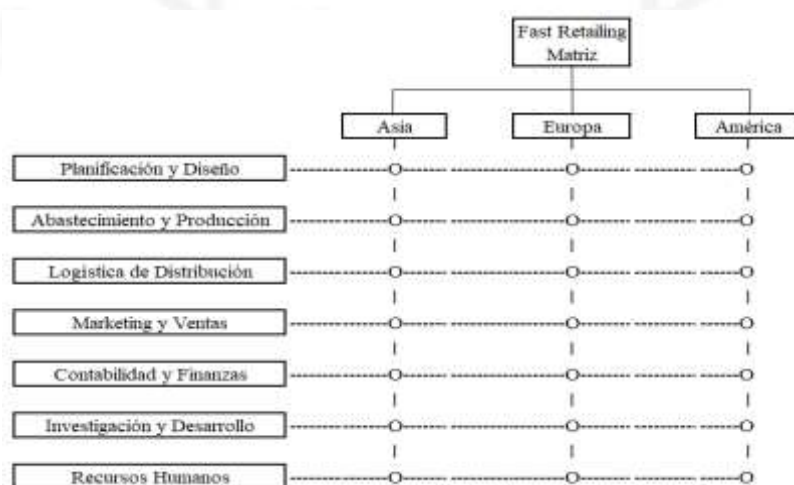 Fast Retailing
Matriz
Asia
Europa
América
Planificación y Diseño
Abastecimiento y Producción
Logística de Distribución
Marketing y Ventas
Contabilidad y Finanzas
Investigación y Desarrollo
Recursos Humanos